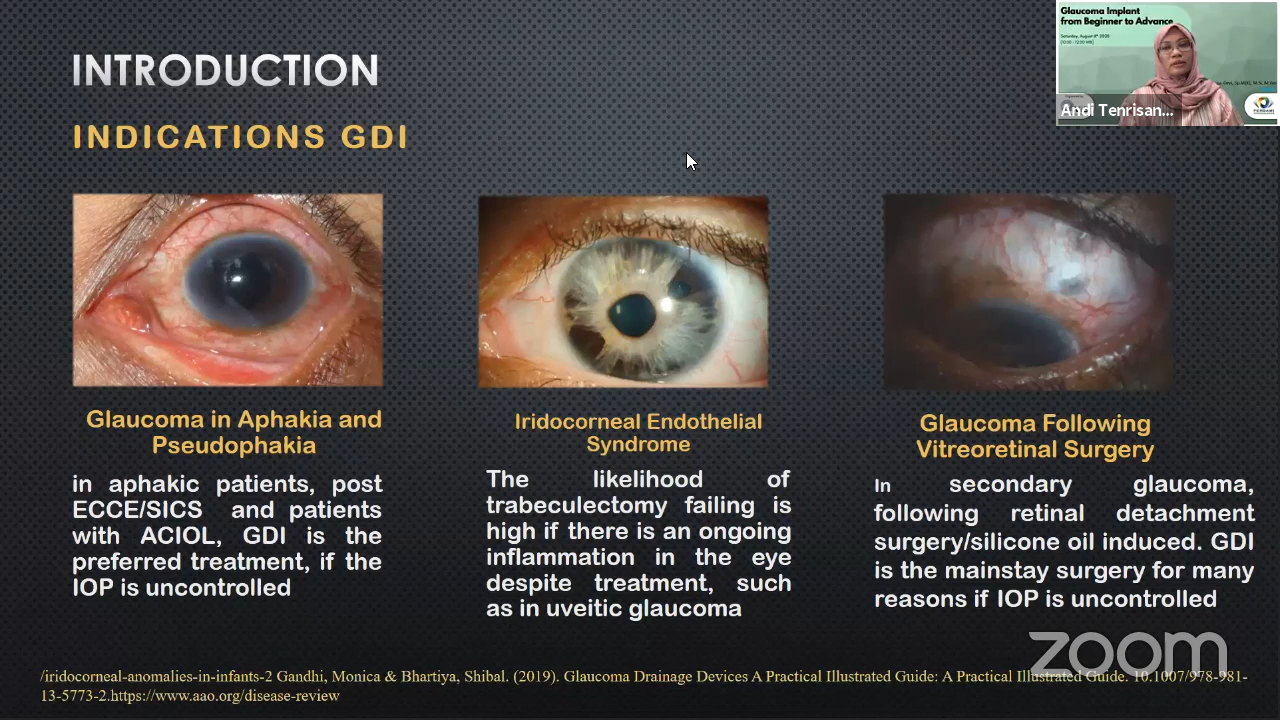 INTRODUCTION
INDICATIONS GDI
Glaucoma Implant
from Beginner to Advance
Andi Tenrisan...
Glaucoma in Aphakia and
Pseudophakia
in aphakic patients, post
ECCE/SICS and patients
with ACIOL, GDI is the
preferred treatment, if the
IOP is uncontrolled
Iridocorneal Endothelial
Syndrome
The likelihood of
trabeculectomy failing is
high if there is an ongoing
inflammation in the eye
despite treatment, such
as in uveitic glaucoma
Glaucoma Following
Vitreoretinal Surgery
In secondary glaucoma,
following retinal detachment
surgery/silicone oil induced. GDI
is the mainstay surgery for many
reasons if IOP is uncontrolled
zoom
/iridocorneal-anomalies-in-infants-2 Gandhi, Monica & Bhartiya, Shibal. (2019). Glaucoma Drainage Devices A Practical Illustrated Guide: A Practical Illustrated Guide. 10.1007/978-981-
13-5773-2.https://www.aao.org/disease-review